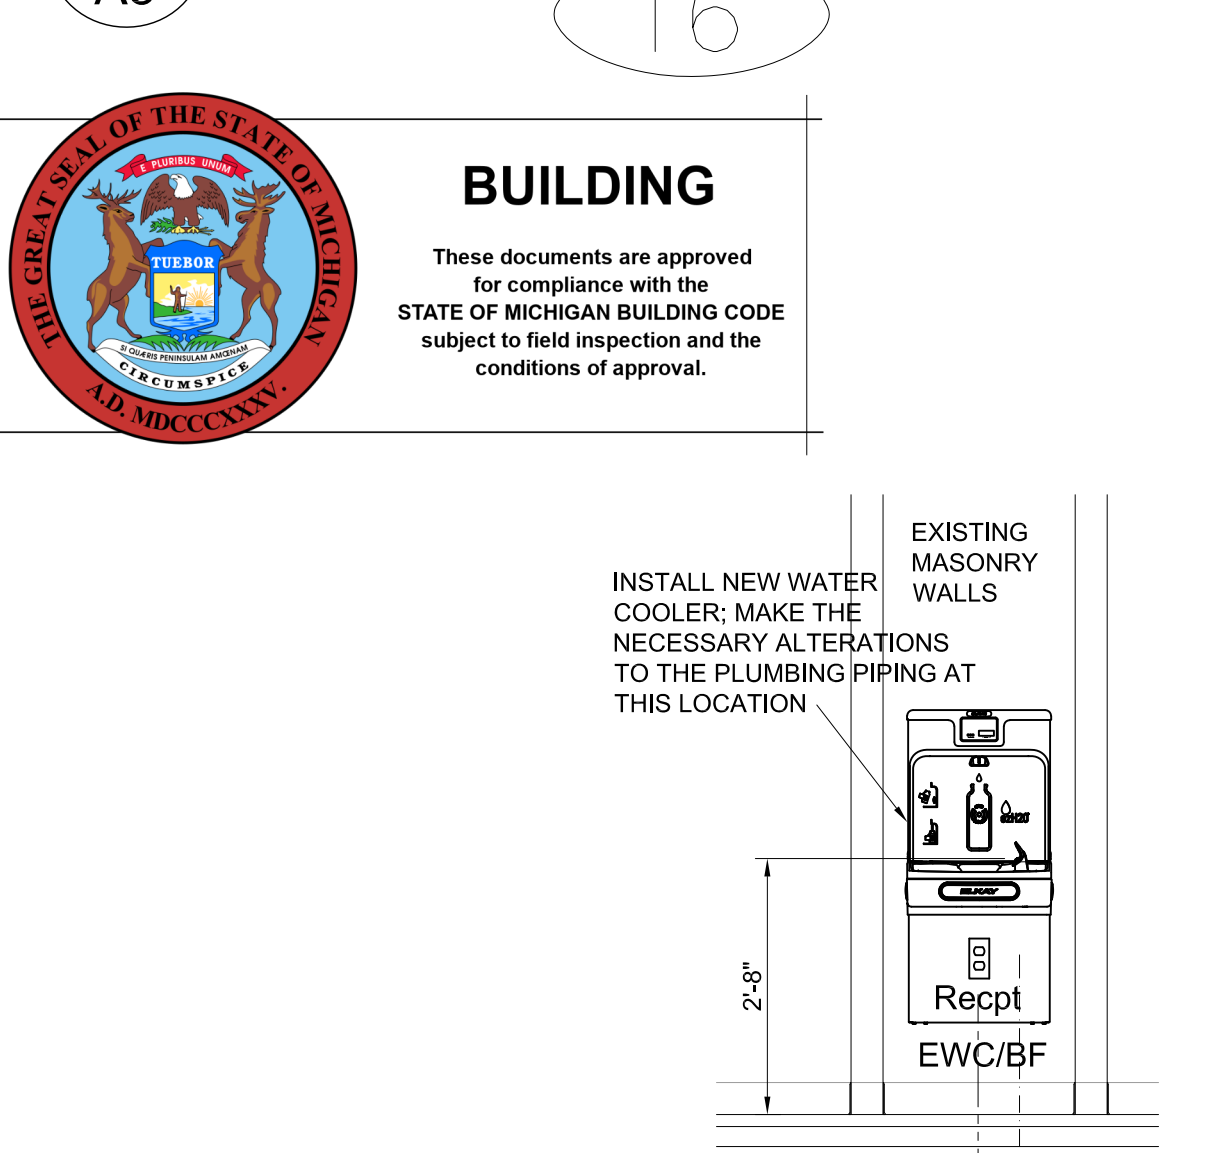 A5
16
THE GREAT SEAL OF THE STATE OF MICHIGAN
E PLURIBUS UNUM
TUEBOR
SI QUÆRIS PENINSULAM AMŒNAM
CIRCUMSPICE
A.D. MDCCCXXXV.
BUILDING
These documents are approved
for compliance with the
STATE OF MICHIGAN BUILDING CODE
subject to field inspection and the
conditions of approval.
EXISTING
MASONRY
WALLS
INSTALL NEW WATER
COOLER; MAKE THE
NECESSARY ALTERATIONS
TO THE PLUMBING PIPING AT
THIS LOCATION
ezH2O
ELKAY
2'-8"
Recpt
EWC/BF